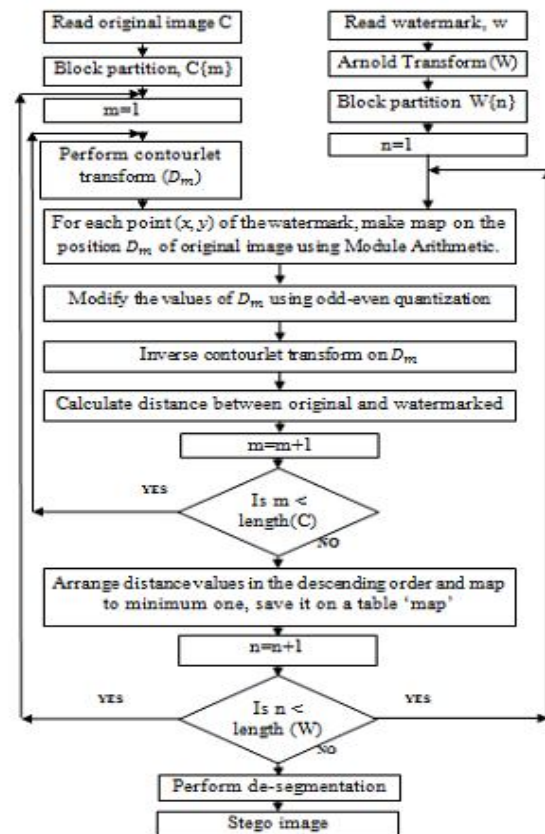 Read original image C
Block partition, C{m}
m=1
Perform contourlet
transform (Dₘ)
Read watermark, w
Arnold Transform (W)
Block partition W{n}
n=1
For each point (x, y) of the watermark, make map on the
position Dₘ of original image using Module Arithmetic.
Modify the values of Dₘ using odd-even quantization
Inverse contourlet transform on Dₘ
Calculate distance between original and watermarked
m=m+1
YES
Is m <
length(C)
NO
Arrange distance values in the descending order and map
to minimum one, save it on a table ‘map’
n=n+1
YES
Is n <
length (W)
YES
NO
Perform de-segmentation
Stego image